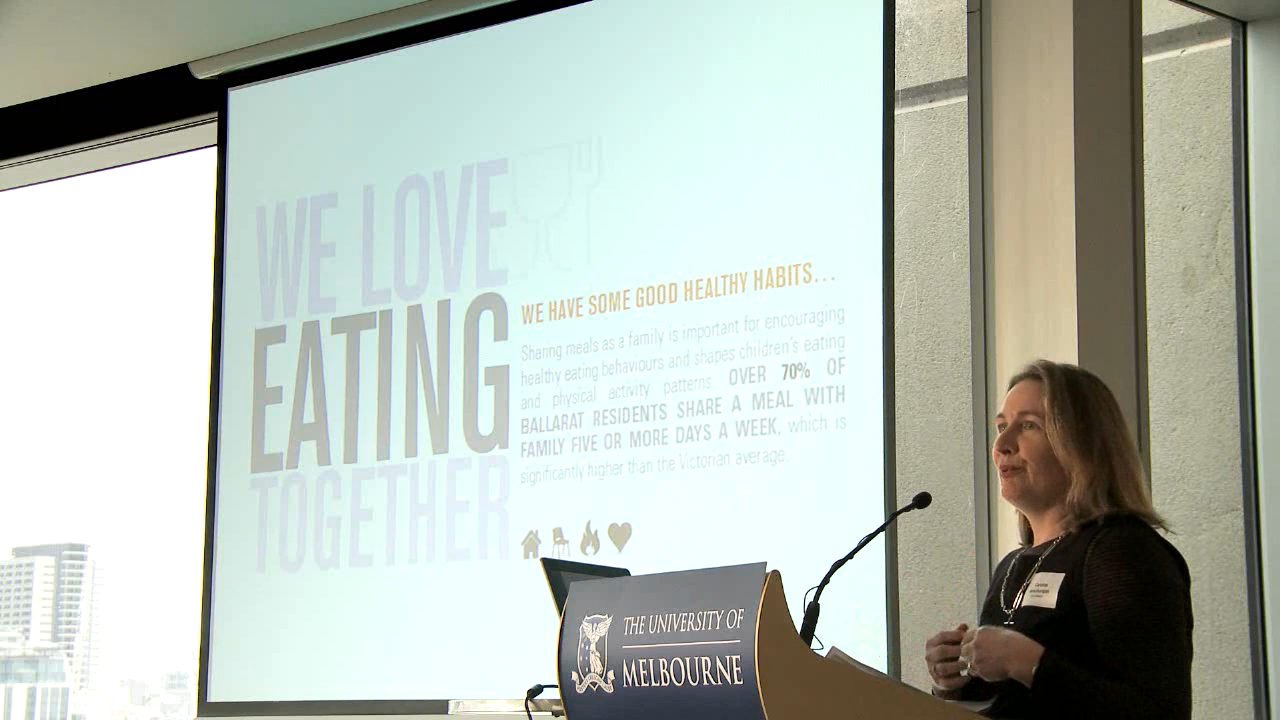 WE LOVE
EATING
TOGETHER
WE HAVE SOME GOOD HEALTHY HABITS...
Sharing meals as a family is important for encouraging
healthy eating behaviours and shapes children's eating
and physical activity patterns. OVER 70% OF
BALLARAT RESIDENTS SHARE A MEAL WITH
FAMILY FIVE OR MORE DAYS A WEEK, which is
significantly higher than the Victorian average.
THE UNIVERSITY OF
MELBOURNE